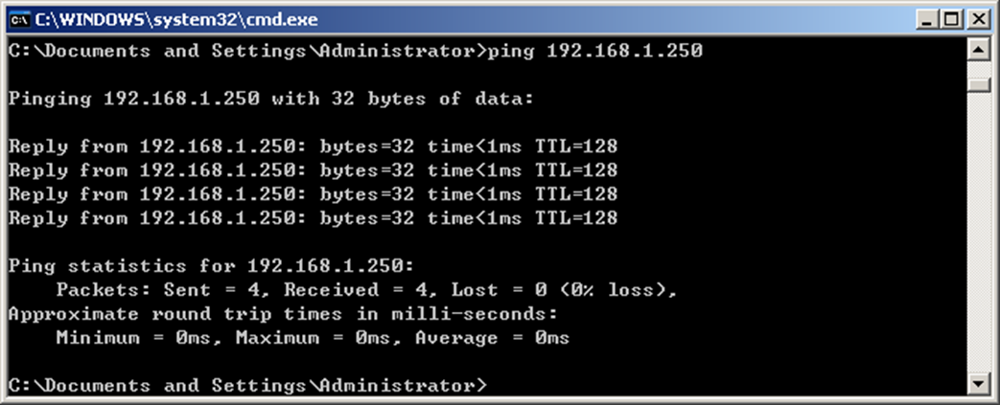 C:\WINDOWS\system32\cmd.exe
C:\Documents and Settings\Administrator>ping 192.168.1.250
Pinging 192.168.1.250 with 32 bytes of data:
Reply from 192.168.1.250: bytes=32 time<1ms TTL=128
Reply from 192.168.1.250: bytes=32 time<1ms TTL=128
Reply from 192.168.1.250: bytes=32 time<1ms TTL=128
Reply from 192.168.1.250: bytes=32 time<1ms TTL=128
Ping statistics for 192.168.1.250:
    Packets: Sent = 4, Received = 4, Lost = 0 (0% loss),
Approximate round trip times in milli-seconds:
    Minimum = 0ms, Maximum = 0ms, Average = 0ms
C:\Documents and Settings\Administrator>